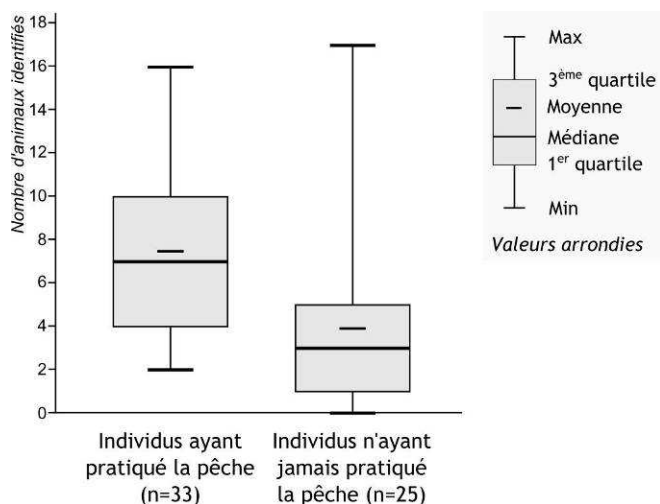 Nombre d'animaux identifiés
18
16
14
12
10
8
6
4
2
0
Individus ayant
pratiqué la pêche
(n=33)
Individus n'ayant
jamais pratiqué
la pêche (n=25)
Max
3ème quartile
Moyenne
Médiane
1er quartile
Min
Valeurs arrondies